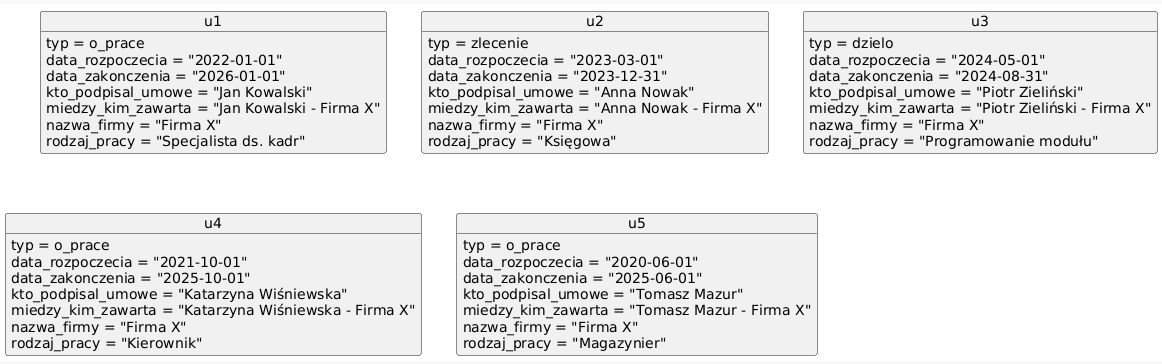 u1
typ = o_prace
data_rozpoczecia = "2022-01-01"
data_zakonczenia = "2026-01-01"
kto_podpisal_umowe = "Jan Kowalski"
miedzy_kim_zawarta = "Jan Kowalski - Firma X"
nazwa_firmy = "Firma X"
rodzaj_pracy = "Specjalista ds. kadr"
u2
typ = zlecenie
data_rozpoczecia = "2023-03-01"
data_zakonczenia = "2023-12-31"
kto_podpisal_umowe = "Anna Nowak"
miedzy_kim_zawarta = "Anna Nowak - Firma X"
nazwa_firmy = "Firma X"
rodzaj_pracy = "Księgowa"
u3
typ = dzielo
data_rozpoczecia = "2024-05-01"
data_zakonczenia = "2024-08-31"
kto_podpisal_umowe = "Piotr Zieliński"
miedzy_kim_zawarta = "Piotr Zieliński - Firma X"
nazwa_firmy = "Firma X"
rodzaj_pracy = "Programowanie modułu"
u4
typ = o_prace
data_rozpoczecia = "2021-10-01"
data_zakonczenia = "2025-10-01"
kto_podpisal_umowe = "Katarzyna Wiśniewska"
miedzy_kim_zawarta = "Katarzyna Wiśniewska - Firma X"
nazwa_firmy = "Firma X"
rodzaj_pracy = "Kierownik"
u5
typ = o_prace
data_rozpoczecia = "2020-06-01"
data_zakonczenia = "2025-06-01"
kto_podpisal_umowe = "Tomasz Mazur"
miedzy_kim_zawarta = "Tomasz Mazur - Firma X"
nazwa_firmy = "Firma X"
rodzaj_pracy = "Magazynier"